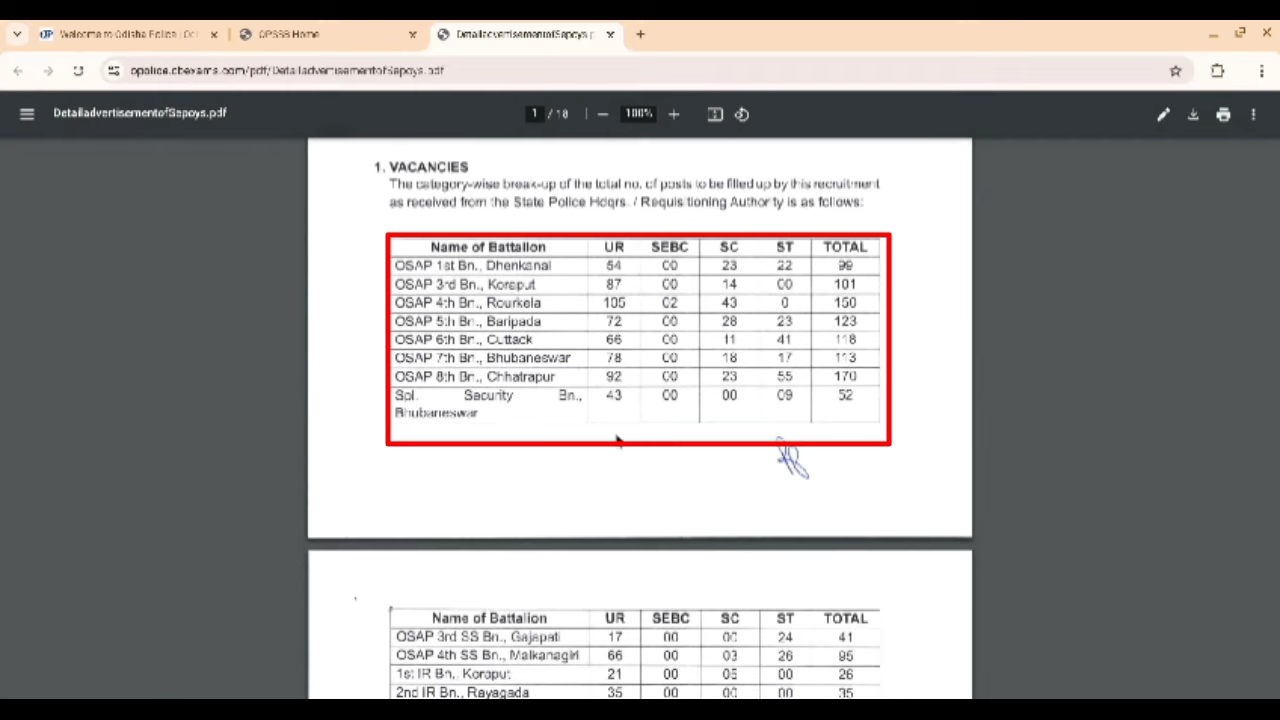 Welcome to Odisha Police | Od
OPSSB Home
DetailadvertisementofSepoys.p
opolice.cbexams.com/pdf/DetailadvertisementofSepoys.pdf
DetailadvertisementofSepoys.pdf
1 / 18
100%
1. VACANCIES
The category-wise break-up of the total no. of posts to be filled up by this recruitment
as received from the State Police Hdqrs. / Requisitioning Authority is as follows:
Name of Battalion UR SEBC SC ST TOTAL
OSAP 1st Bn., Dhenkanal 54 00 23 22 99
OSAP 3rd Bn., Koraput 87 00 14 00 101
OSAP 4th Bn., Rourkela 105 02 43 0 150
OSAP 5th Bn., Baripada 72 00 28 23 123
OSAP 6th Bn., Cuttack 66 00 11 41 118
OSAP 7th Bn., Bhubaneswar 78 00 18 17 113
OSAP 8th Bn., Chhatrapur 92 00 23 55 170
Spl. Security Bn., 43 00 00 09 52
Bhubaneswar
Name of Battalion UR SEBC SC ST TOTAL
OSAP 3rd SS Bn., Gajapati 17 00 00 24 41
OSAP 4th SS Bn., Malkanagiri 66 00 03 26 95
1st IR Bn., Koraput 21 00 05 00 26
2nd IR Bn., Rayagada 35 00 00 00 35